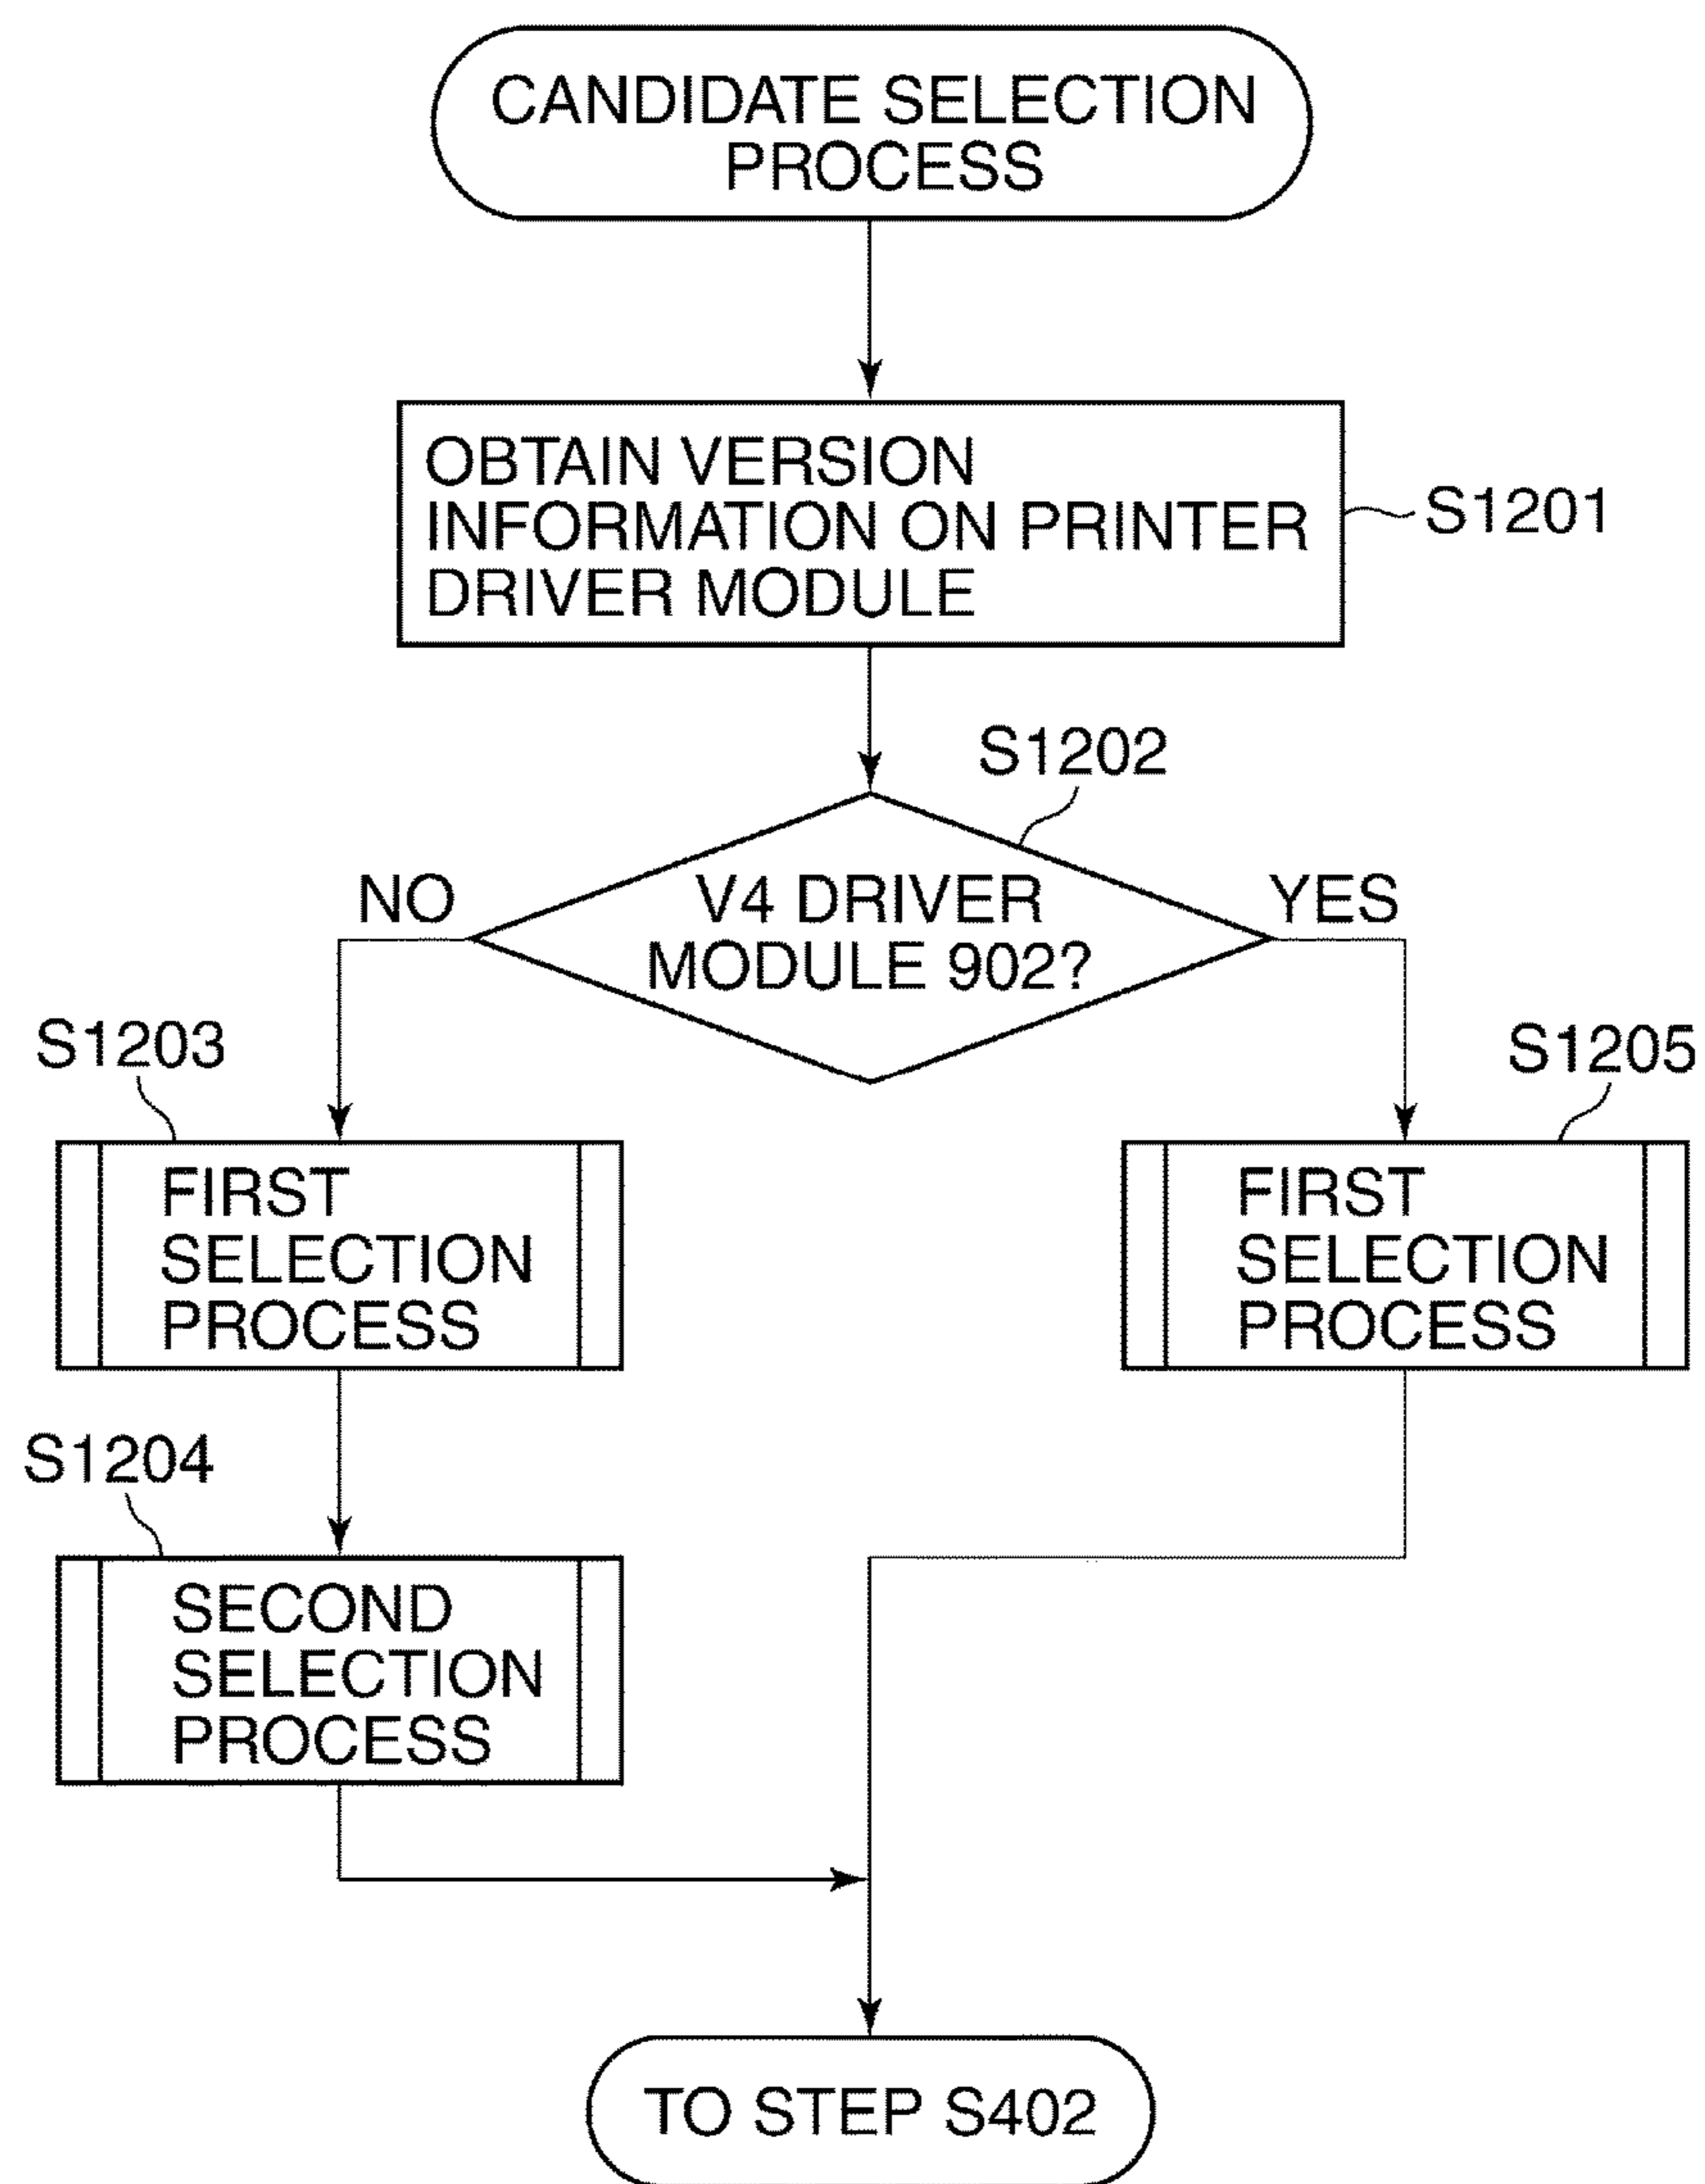 CANDIDATE SELECTION
PROCESS
OBTAIN VERSION
INFORMATION ON PRINTER
DRIVER MODULE
S1201
S1202
NO
V4 DRIVER
MODULE 902?
YES
S1203
FIRST
SELECTION
PROCESS
S1205
FIRST
SELECTION
PROCESS
S1204
SECOND
SELECTION
PROCESS
TO STEP S402